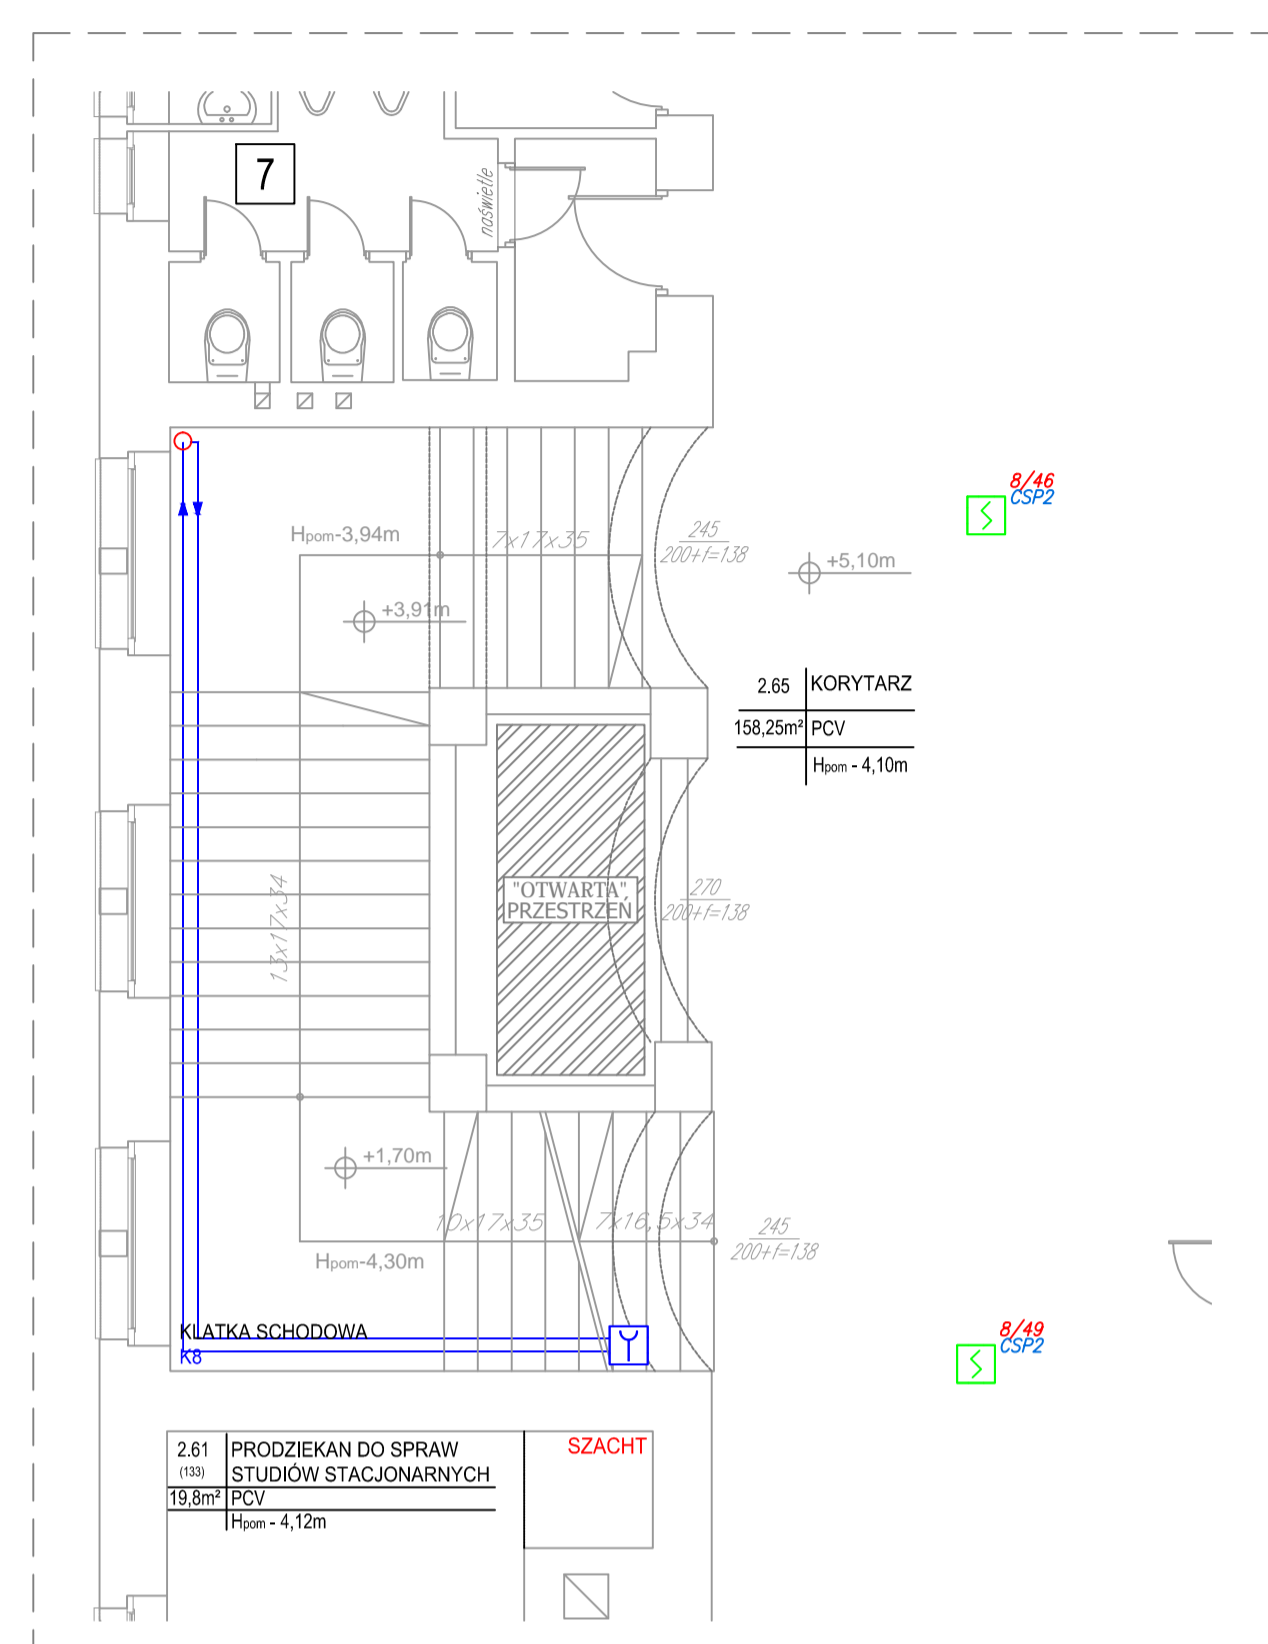 7
naświetle
8/46
CSP2
Hpom-3,94m
7x17x35
245
200+f=138
+5,10m
+3,91m
2.65 KORYTARZ
158,25m² PCV
Hpom - 4,10m
13x17x34
"OTWARTA"
PRZESTRZEŃ
270
200+f=138
+1,70m
10x17x35
7x16,5x34
245
200+f=138
Hpom-4,30m
KLATKA SCHODOWA
K8
8/49
CSP2
2.61 PRODZIEKAN DO SPRAW
(133) STUDIÓW STACJONARNYCH
19,8m² PCV
Hpom - 4,12m
SZACHT